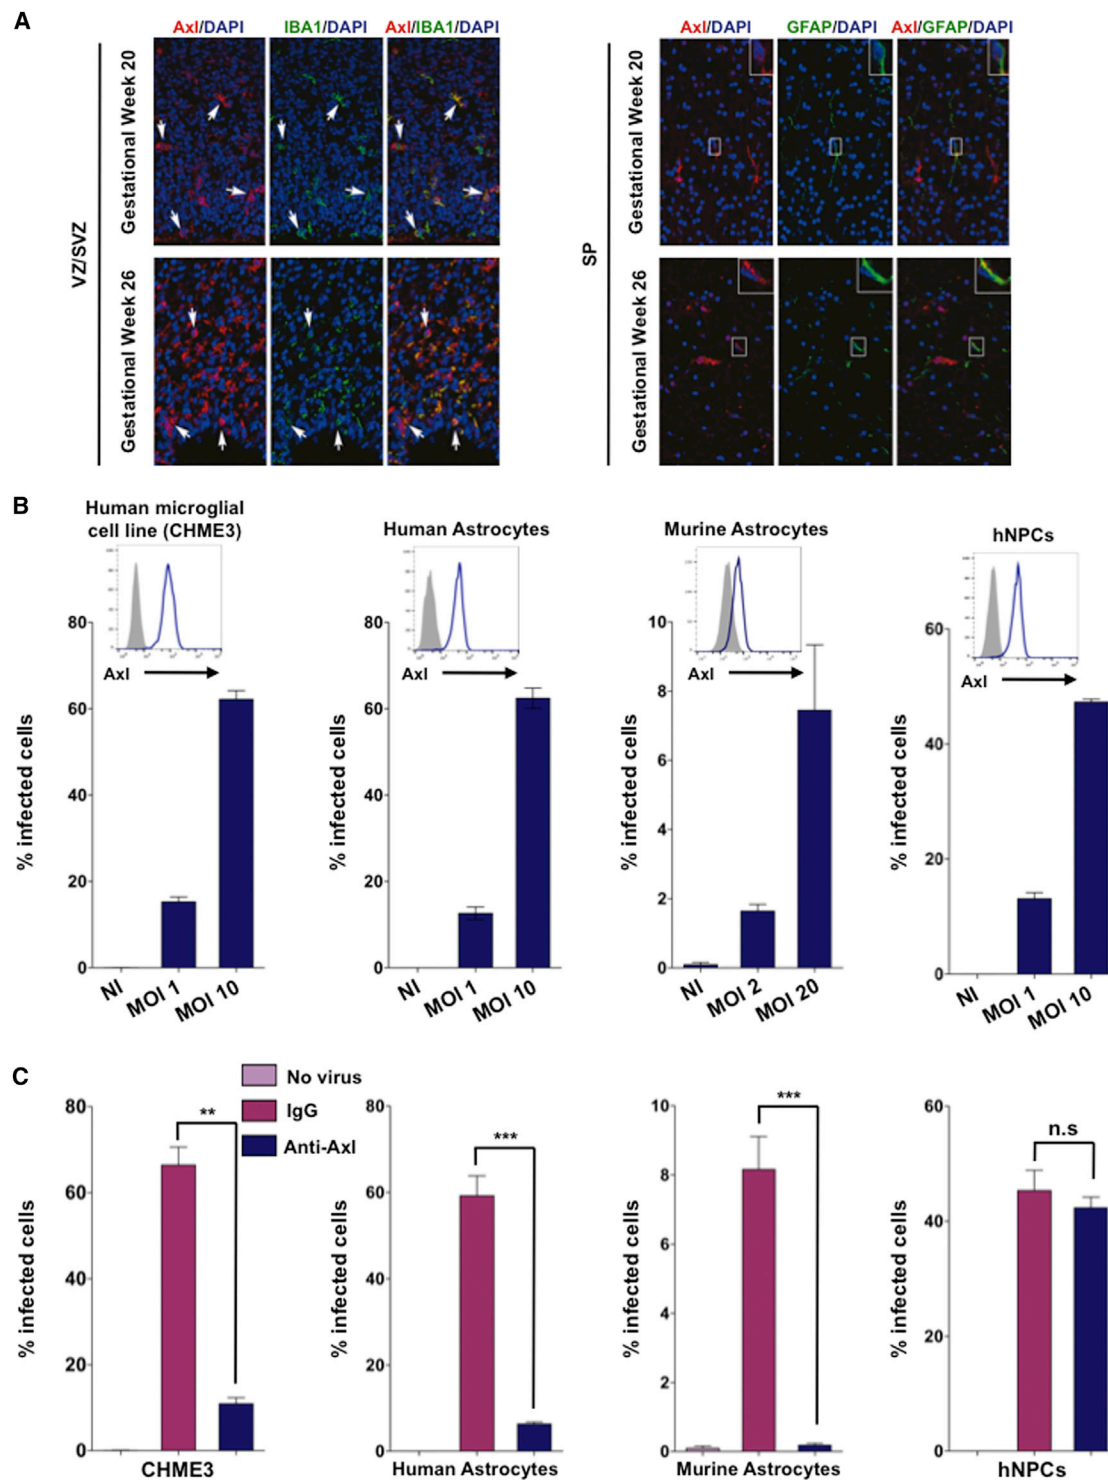 A
Axl/DAPI IBA1/DAPI Axl/IBA1/DAPI
Axl/DAPI GFAP/DAPI Axl/GFAP/DAPI
VZ/SVZ
Gestational Week 20
Gestational Week 26
SP
Gestational Week 20
Gestational Week 26
B
Human microglial
cell line (CHME3)
Axl
% infected cells
80
60
40
20
0
NI MOI 1 MOI 10
Human Astrocytes
Axl
% infected cells
80
60
40
20
0
NI MOI 1 MOI 10
Murine Astrocytes
Axl
% infected cells
10
8
6
4
2
0
NI MOI 2 MOI 20
hNPCs
Axl
% infected cells
60
40
20
0
NI MOI 1 MOI 10
C
No virus
IgG
Anti-Axl
% infected cells
80
60
40
20
0
**
CHME3
% infected cells
80
60
40
20
0
***
Human Astrocytes
% infected cells
10
8
6
4
2
0
***
Murine Astrocytes
% infected cells
60
40
20
0
n.s
hNPCs